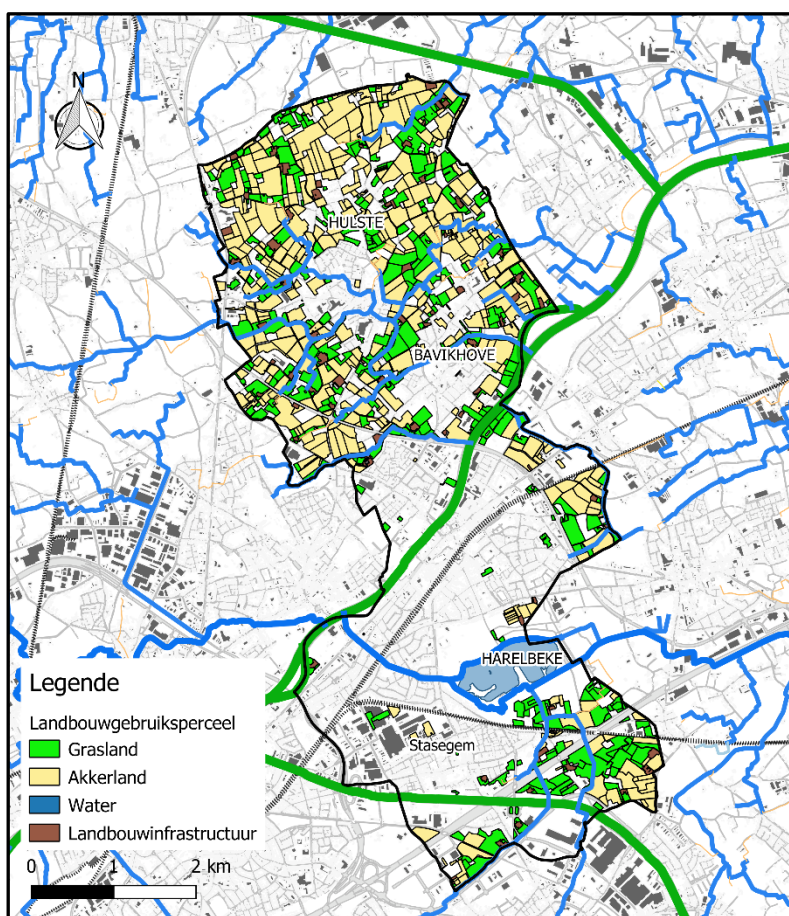 N
HULSTE
BAVIKHOVE
HARELBEKE
Stasegem
Legende
Landbouwgebruiksperceel
Grasland
Akkerland
Water
Landbouwinfrastructuur
0 1 2 km